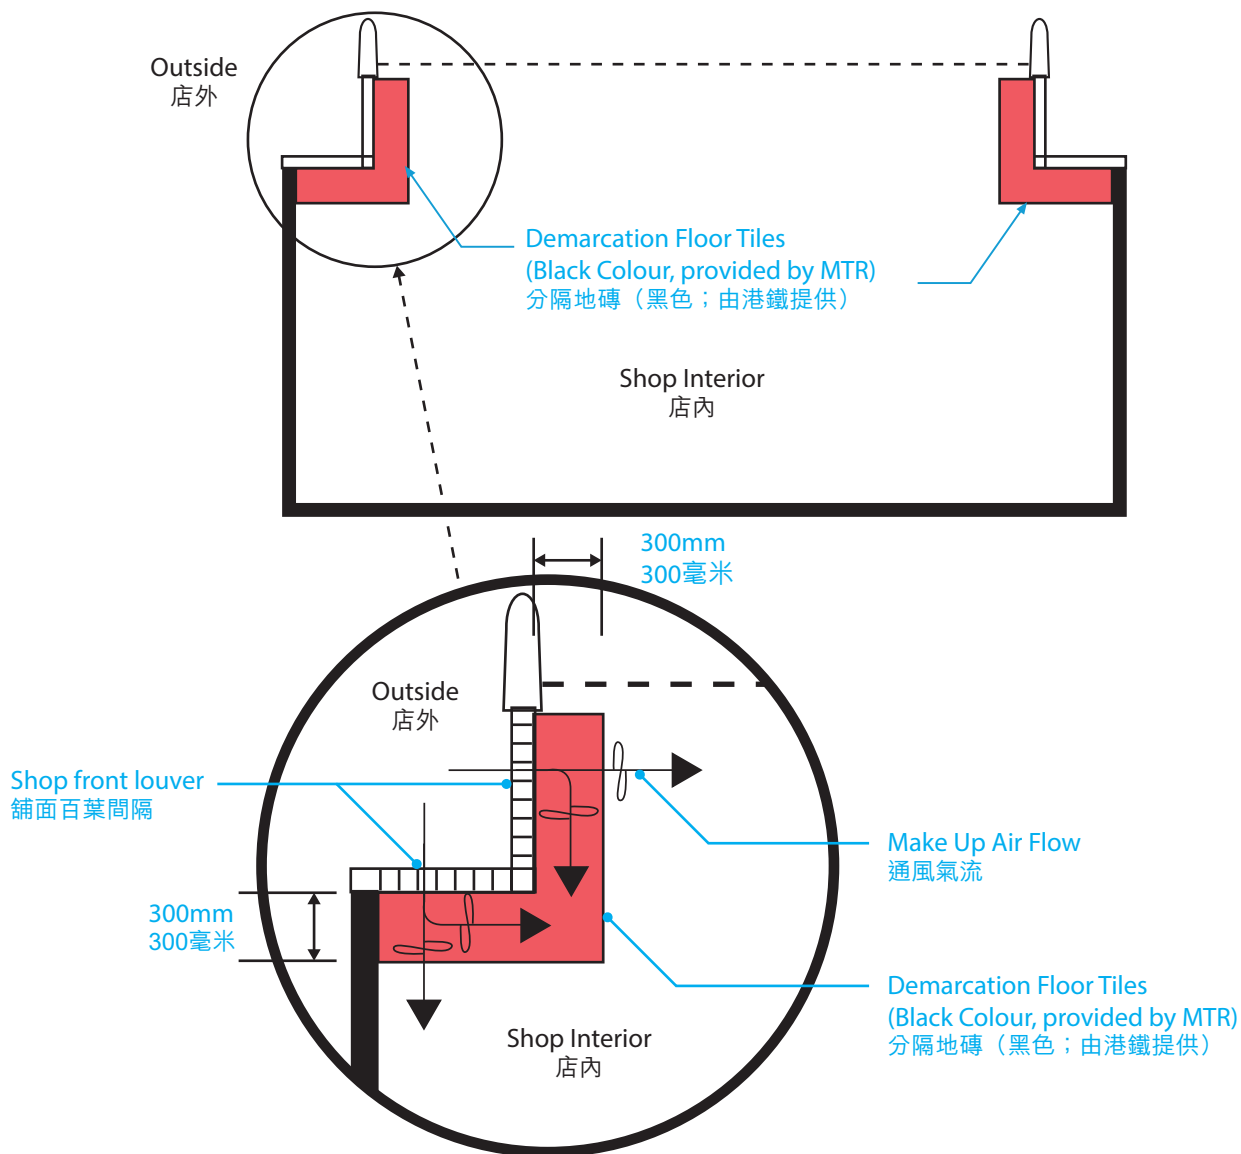 Outside
店外
Demarcation Floor Tiles
(Black Colour, provided by MTR)
分隔地磚（黑色；由港鐵提供）
Shop Interior
店內
300mm
300毫米
Outside
店外
Shop front louver
舖面百葉間隔
Make Up Air Flow
通風氣流
300mm
300毫米
Demarcation Floor Tiles
(Black Colour, provided by MTR)
分隔地磚（黑色；由港鐵提供）
Shop Interior
店內